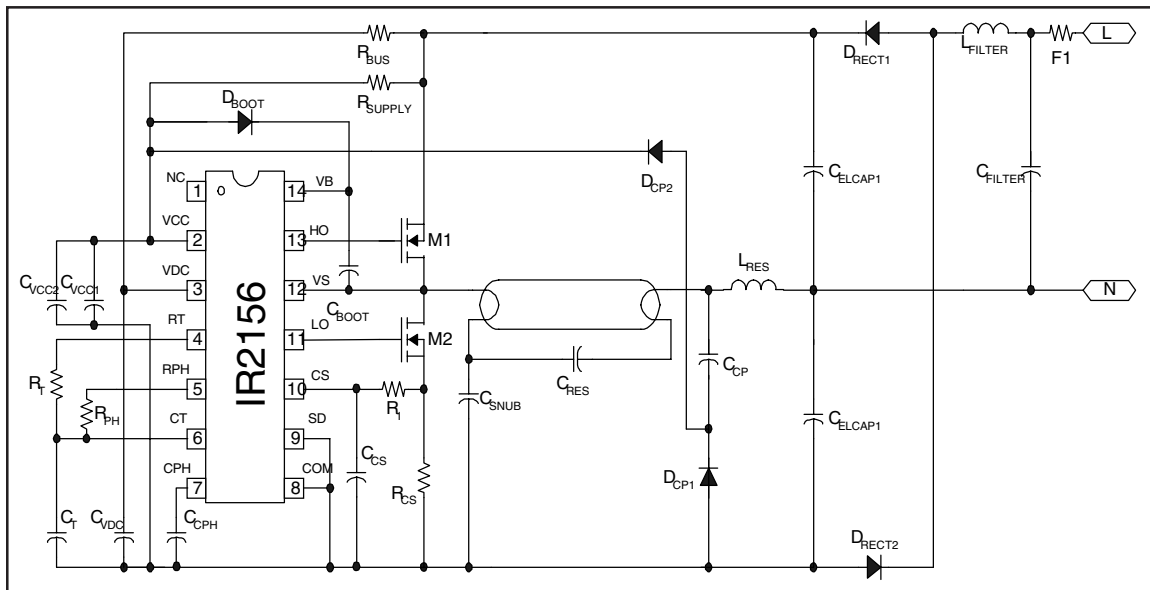 L
F1
LFILTER
DRECT1
RBUS
RSUPPLY
DBOOT
DCP2
CELCAP1
CFILTER
NC
1
14
VB
VCC
2
13
HO
M1
CVCC2
CVCC1
VDC
3
12
VS
CBOOT
LRES
N
IR2156
RT
4
11
LO
M2
RT
RPH
5
10
CS
R1
CRES
CCP
RPH
CT
6
9
SD
CSNUB
CELCAP1
CPH
7
8
COM
CCS
RCS
DCP1
CT
CVDC
CCPH
DRECT2